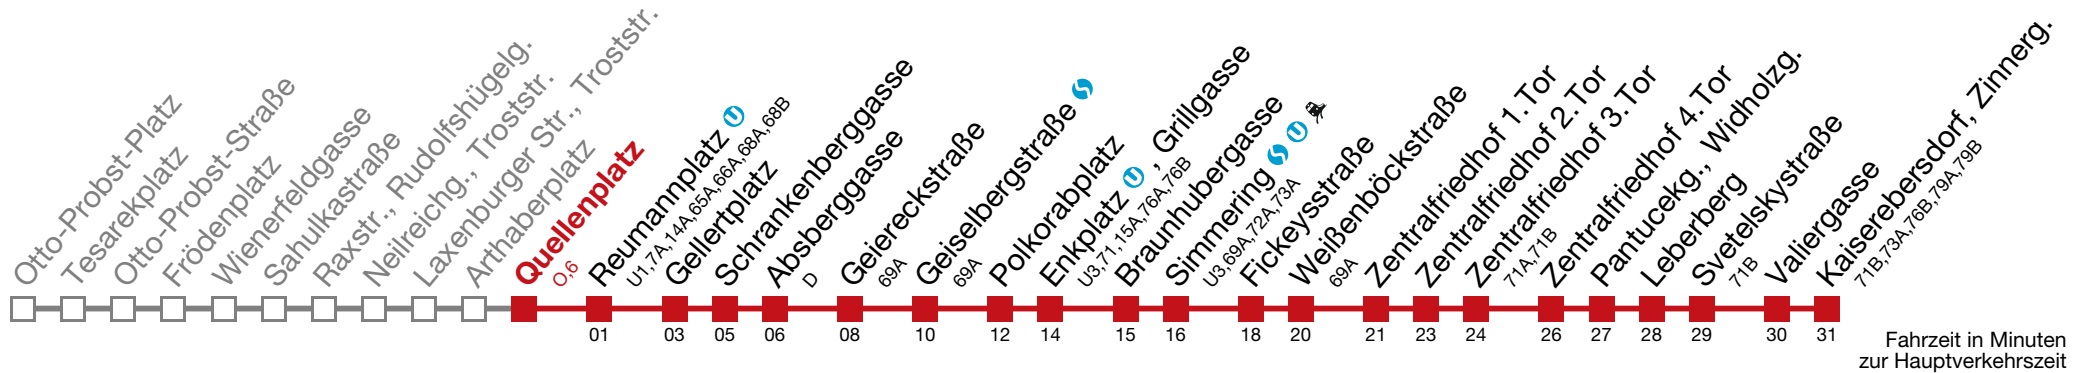 Otto-Probst-Platz
Tesarekplatz
Otto-Probst-Straße
Frödenplatz
Wienerfeldgasse
Sahulkastraße
Raxstr., Rudolfshügelg.
Neilreichg., Troststr.
Laxenburger Str., Troststr.
Arthaberplatz
Quellenplatz
O,6
Reumannplatz U
U1,7A,14A,65A,66A,68A,68B
Gellertplatz
Schrankenberggasse
Absberggasse
D
Geiereckstraße
69A
Geiselbergstraße S
69A
Polkorabplatz
Enkplatz U , Grillgasse
U3,71,15A,76A,76B
Braunhubergasse
Simmering S U
U3,69A,72A,73A
Fickeysstraße
Weißenböckstraße
69A
Zentralfriedhof 1.Tor
Zentralfriedhof 2.Tor
Zentralfriedhof 3.Tor
71A,71B
Zentralfriedhof 4.Tor
Pantucekg., Widholzg.
Leberberg
Svetelskystraße
71B
Valiergasse
Kaiserebersdorf, Zinnerg.
71B,73A,76B,79A,79B
01 03 05 06 08 10 12 14 15 16 18 20 21 23 24 26 27 28 29 30 31
Fahrzeit in Minuten
zur Hauptverkehrszeit